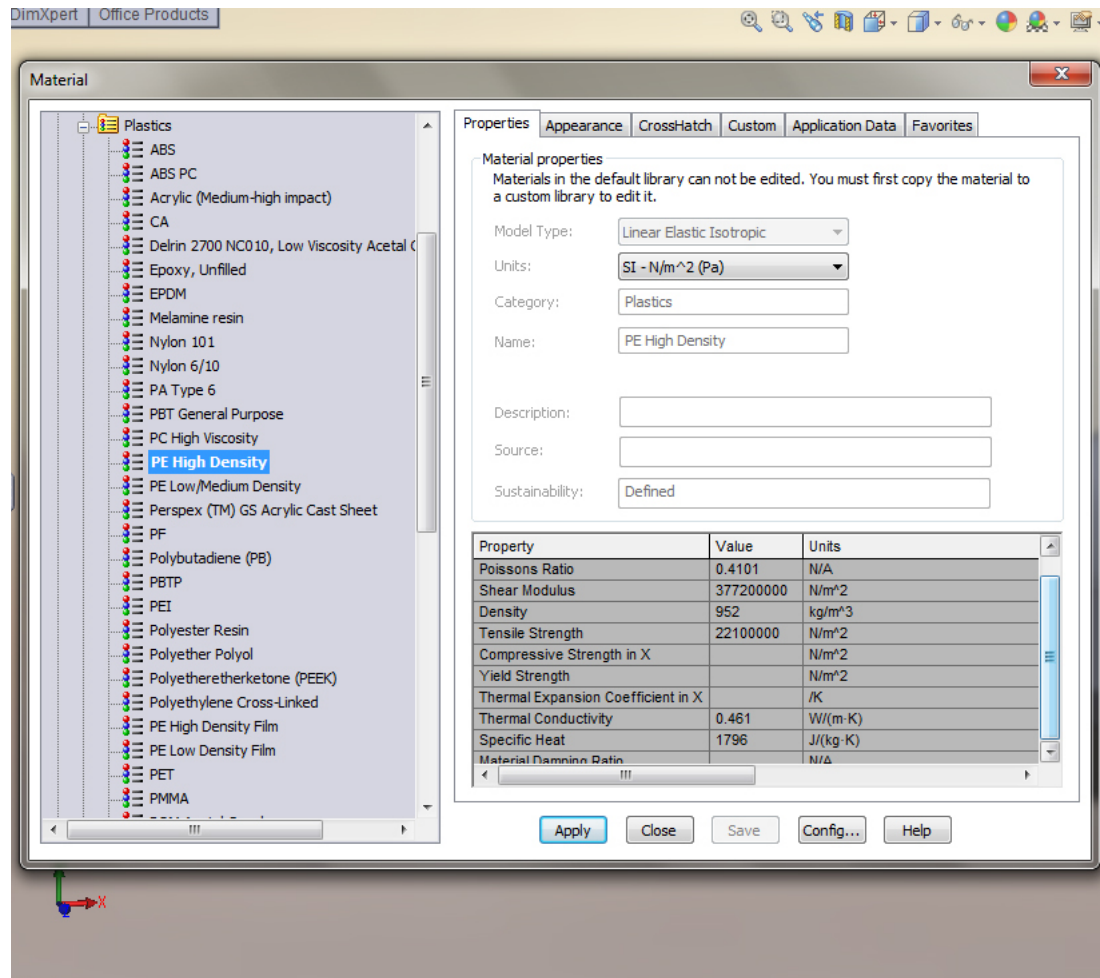 DimXpert Office Products
Material
Plastics
ABS
ABS PC
Acrylic (Medium-high impact)
CA
Delrin 2700 NC010, Low Viscosity Acetal C
Epoxy, Unfilled
EPDM
Melamine resin
Nylon 101
Nylon 6/10
PA Type 6
PBT General Purpose
PC High Viscosity
PE High Density
PE Low/Medium Density
Perspex (TM) GS Acrylic Cast Sheet
PF
Polybutadiene (PB)
PBTP
PEI
Polyester Resin
Polyether Polyol
Polyetheretherketone (PEEK)
Polyethylene Cross-Linked
PE High Density Film
PE Low Density Film
PET
PMMA
Properties Appearance CrossHatch Custom Application Data Favorites
Material properties
Materials in the default library can not be edited. You must first copy the material to
a custom library to edit it.
Model Type: Linear Elastic Isotropic
Units: SI - N/m^2 (Pa)
Category: Plastics
Name: PE High Density
Description:
Source:
Sustainability: Defined
Property Value Units
Poissons Ratio 0.4101 N/A
Shear Modulus 377200000 N/m^2
Density 952 kg/m^3
Tensile Strength 22100000 N/m^2
Compressive Strength in X N/m^2
Yield Strength N/m^2
Thermal Expansion Coefficient in X /K
Thermal Conductivity 0.461 W/(m·K)
Specific Heat 1796 J/(kg·K)
Material Damping Ratio N/A
Apply Close Save Config... Help
X